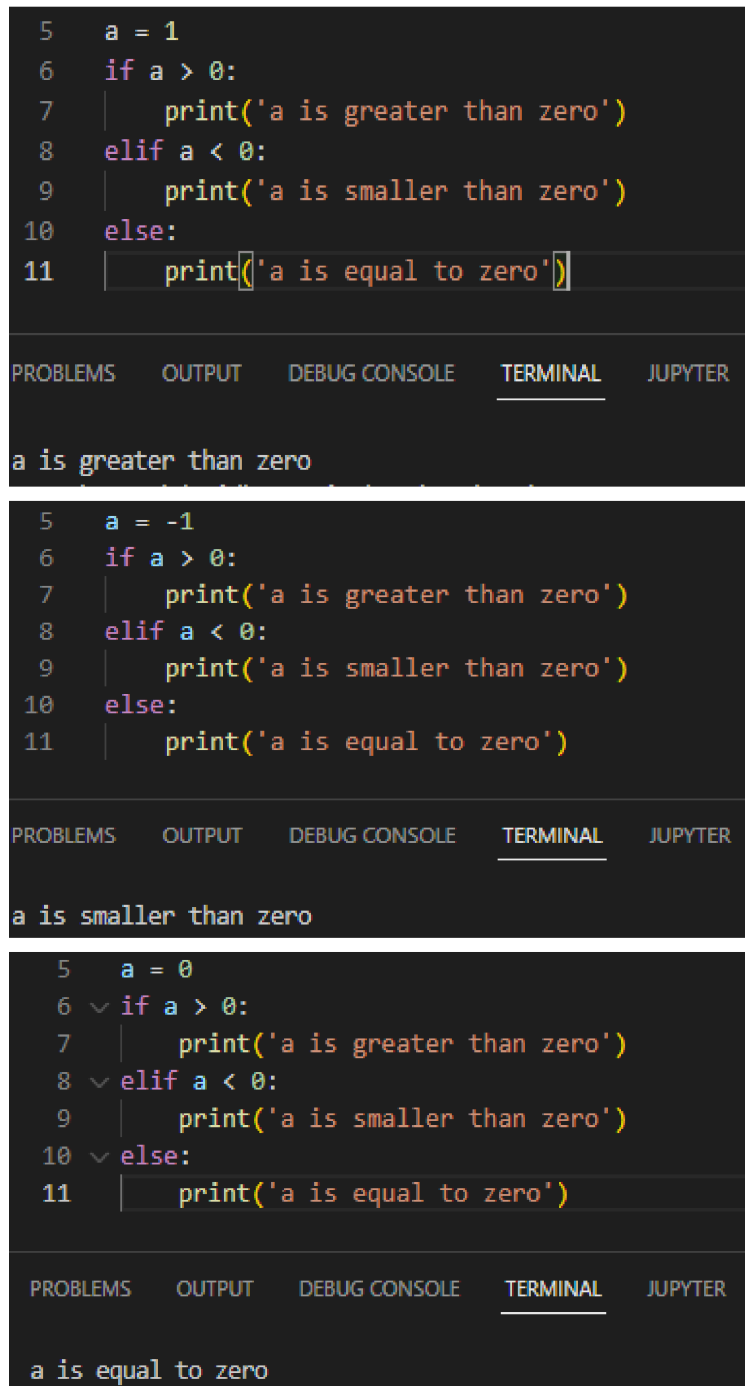 5 a = 1
6 if a > 0:
7 print('a is greater than zero')
8 elif a < 0:
9 print('a is smaller than zero')
10 else:
11 print('a is equal to zero')
PROBLEMS OUTPUT DEBUG CONSOLE TERMINAL JUPYTER
a is greater than zero
5 a = -1
6 if a > 0:
7 print('a is greater than zero')
8 elif a < 0:
9 print('a is smaller than zero')
10 else:
11 print('a is equal to zero')
PROBLEMS OUTPUT DEBUG CONSOLE TERMINAL JUPYTER
a is smaller than zero
5 a = 0
6 if a > 0:
7 print('a is greater than zero')
8 elif a < 0:
9 print('a is smaller than zero')
10 else:
11 print('a is equal to zero')
PROBLEMS OUTPUT DEBUG CONSOLE TERMINAL JUPYTER
a is equal to zero